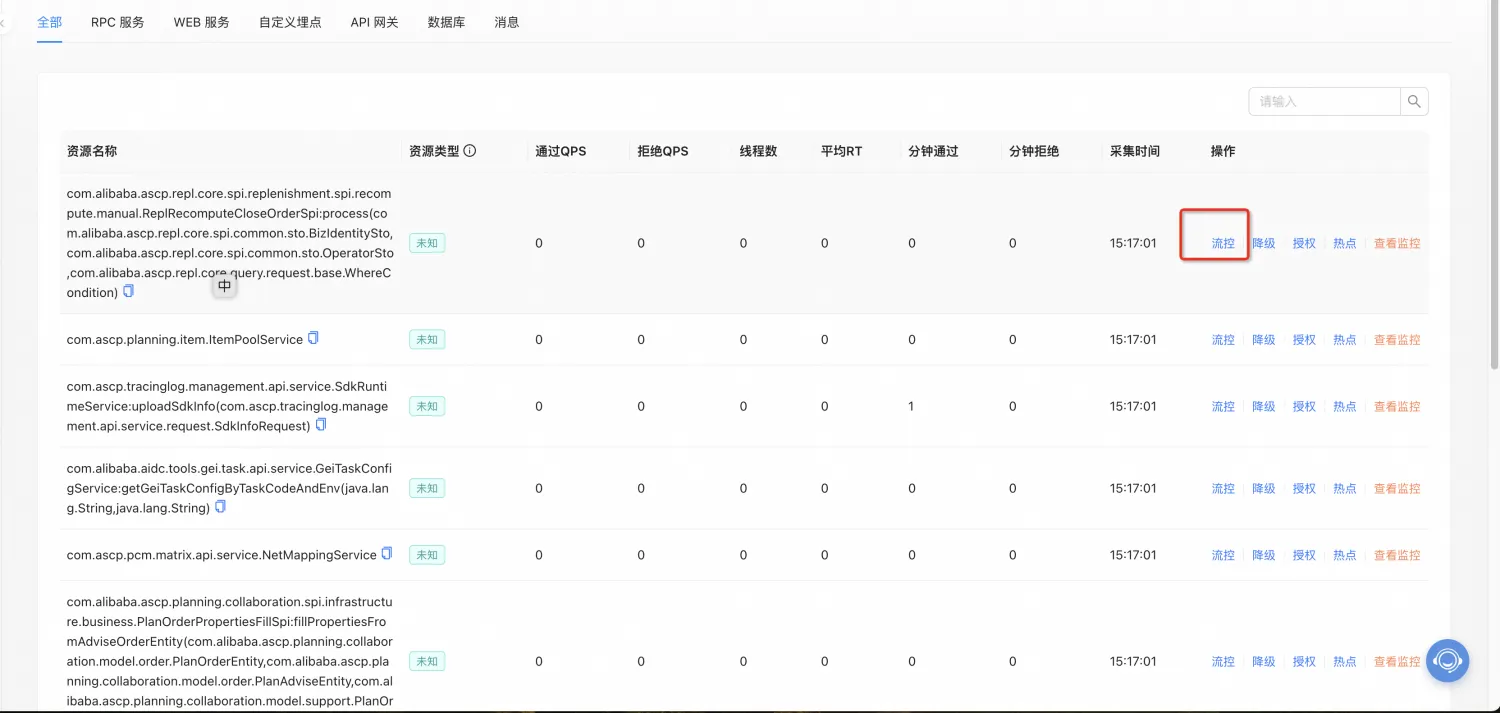 全部 RPC 服务 WEB 服务 自定义埋点 API 网关 数据库 消息
请输入
资源名称 资源类型 通过QPS 拒绝QPS 线程数 平均RT 分钟通过 分钟拒绝 采集时间 操作
com.alibaba.ascp.repl.core.spi.replenishment.spi.recom
pute.manual.ReplRecomputeCloseOrderSpi:process(co
m.alibaba.ascp.repl.core.spi.common.sto.BizIdentitySto,
com.alibaba.ascp.repl.core.spi.common.sto.OperatorSto
,com.alibaba.ascp.repl.core.query.request.base.WhereC
ondition)
中
未知 0 0 0 0 0 0 15:17:01 流控 降级 授权 热点 查看监控
com.ascp.planning.item.ItemPoolService 未知 0 0 0 0 0 0 15:17:01 流控 降级 授权 热点 查看监控
com.ascp.tracinglog.management.api.service.SdkRunti
meService:uploadSdkInfo(com.ascp.tracinglog.manage
ment.api.service.request.SdkInfoRequest)
未知 0 0 0 0 1 0 15:17:01 流控 降级 授权 热点 查看监控
com.alibaba.aidc.tools.gei.task.api.service.GeiTaskConfi
gService:getGeiTaskConfigByTaskCodeAndEnv(java.lan
g.String,java.lang.String)
未知 0 0 0 0 0 0 15:17:01 流控 降级 授权 热点 查看监控
com.ascp.pcm.matrix.api.service.NetMappingService 未知 0 0 0 0 0 0 15:17:01 流控 降级 授权 热点 查看监控
com.alibaba.ascp.planning.collaboration.spi.infrastructu
re.business.PlanOrderPropertiesFillSpi:fillPropertiesFro
mAdviseOrderEntity(com.alibaba.ascp.planning.collabor
ation.model.order.PlanOrderEntity,com.alibaba.ascp.pla
nning.collaboration.model.order.PlanAdviseEntity,com.al
ibaba.ascp.planning.collaboration.model.support.PlanOr
未知 0 0 0 0 0 0 15:17:01 流控 降级 授权 热点 查看监控